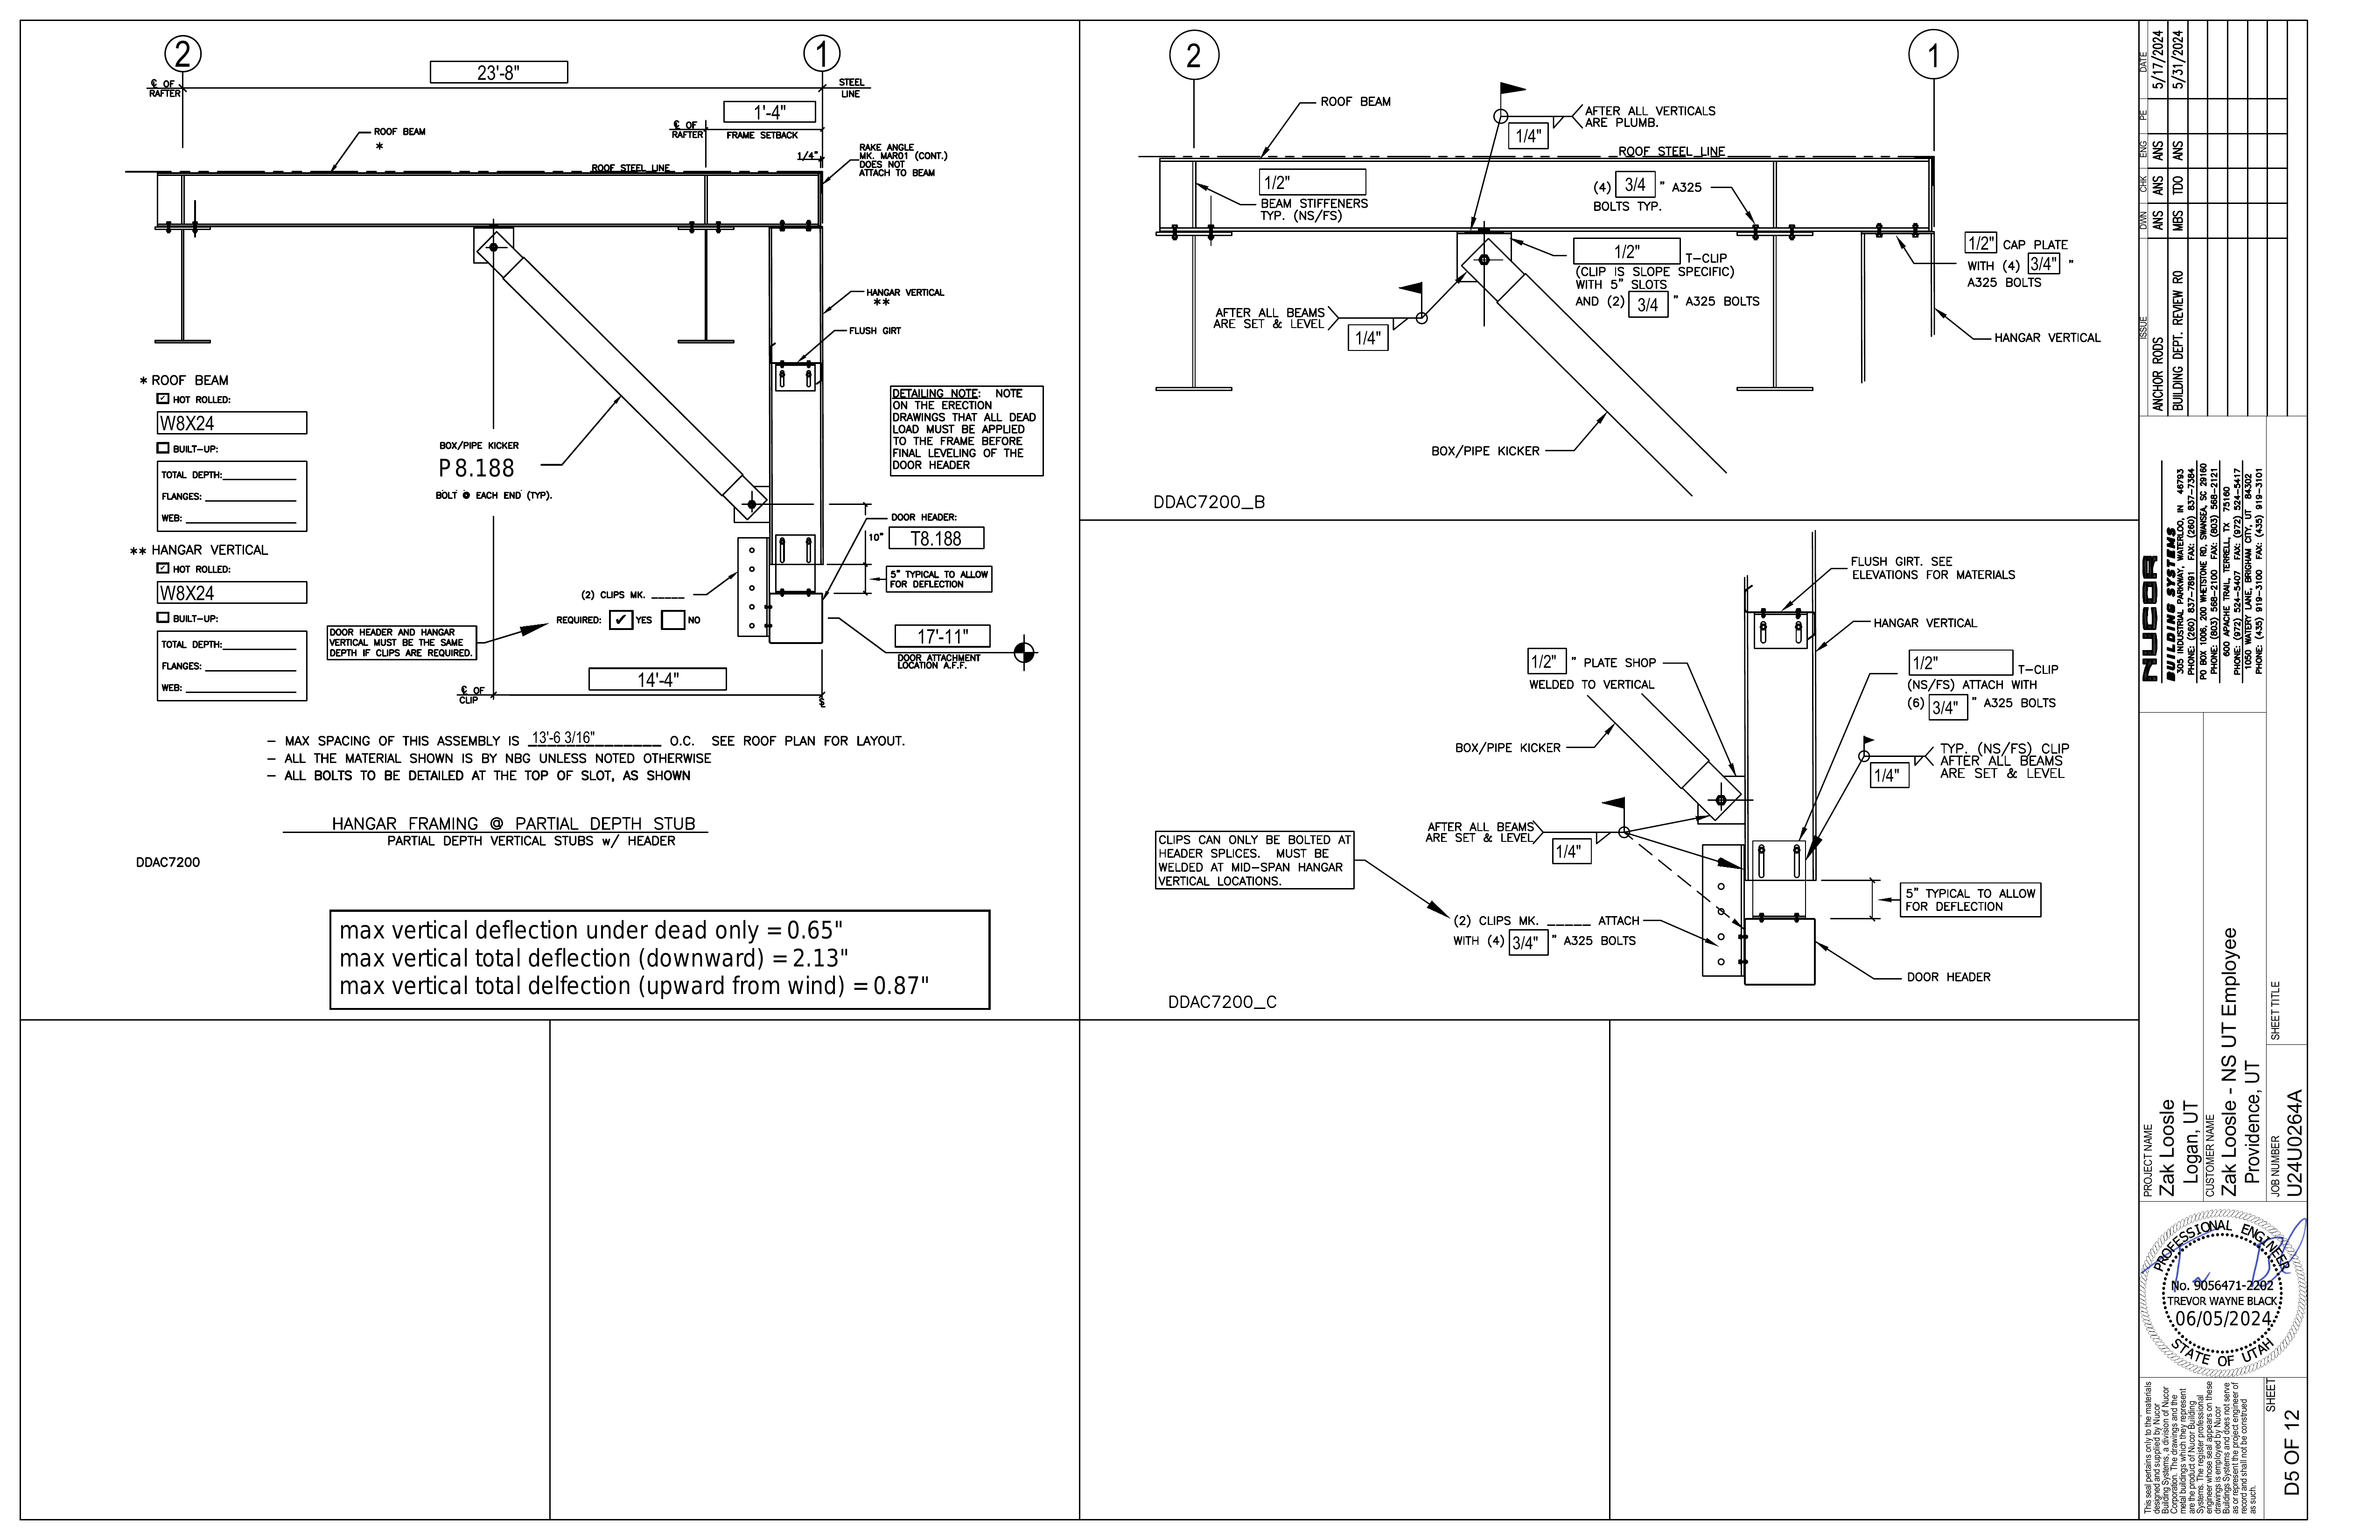 2
1
23'-8"
℄ OF
RAFTER
STEEL
LINE
1'-4"
℄ OF
RAFTER
FRAME SETBACK
ROOF BEAM
*
1/4"
RAKE ANGLE
MK. MAR01 (CONT.)
DOES NOT
ATTACH TO BEAM
ROOF STEEL LINE
HANGAR VERTICAL
**
FLUSH GIRT
* ROOF BEAM
✓ HOT ROLLED:
W8X24
BUILT-UP:
TOTAL DEPTH:
FLANGES:
WEB:
** HANGAR VERTICAL
✓ HOT ROLLED:
W8X24
BUILT-UP:
TOTAL DEPTH:
FLANGES:
WEB:
BOX/PIPE KICKER
P 8.188
BOLT @ EACH END (TYP).
DETAILING NOTE: NOTE
ON THE ERECTION
DRAWINGS THAT ALL DEAD
LOAD MUST BE APPLIED
TO THE FRAME BEFORE
FINAL LEVELING OF THE
DOOR HEADER
DOOR HEADER:
10"
T8.188
5" TYPICAL TO ALLOW
FOR DEFLECTION
(2) CLIPS MK. _____
REQUIRED: ✔ YES NO
DOOR HEADER AND HANGAR
VERTICAL MUST BE THE SAME
DEPTH IF CLIPS ARE REQUIRED.
17'-11"
DOOR ATTACHMENT
LOCATION A.F.F.
14'-4"
℄ OF
CLIP
- MAX SPACING OF THIS ASSEMBLY IS 13'-6 3/16" O.C. SEE ROOF PLAN FOR LAYOUT.
- ALL THE MATERIAL SHOWN IS BY NBG UNLESS NOTED OTHERWISE
- ALL BOLTS TO BE DETAILED AT THE TOP OF SLOT, AS SHOWN
HANGAR FRAMING @ PARTIAL DEPTH STUB
PARTIAL DEPTH VERTICAL STUBS w/ HEADER
DDAC7200
max vertical deflection under dead only = 0.65"
max vertical total deflection (downward) = 2.13"
max vertical total delfection (upward from wind) = 0.87"
2
1
ROOF BEAM
AFTER ALL VERTICALS
ARE PLUMB.
1/4"
ROOF STEEL LINE
1/2"
BEAM STIFFENERS
TYP. (NS/FS)
(4) 3/4 " A325
BOLTS TYP.
1/2" T-CLIP
(CLIP IS SLOPE SPECIFIC)
WITH 5" SLOTS
AND (2) 3/4 " A325 BOLTS
1/2" CAP PLATE
WITH (4) 3/4" "
A325 BOLTS
AFTER ALL BEAMS
ARE SET & LEVEL
1/4"
HANGAR VERTICAL
BOX/PIPE KICKER
DDAC7200_B
FLUSH GIRT. SEE
ELEVATIONS FOR MATERIALS
HANGAR VERTICAL
1/2" " PLATE SHOP
WELDED TO VERTICAL
1/2" T-CLIP
(NS/FS) ATTACH WITH
(6) 3/4" " A325 BOLTS
BOX/PIPE KICKER
TYP. (NS/FS) CLIP
AFTER ALL BEAMS
ARE SET & LEVEL
1/4"
AFTER ALL BEAMS
ARE SET & LEVEL
1/4"
CLIPS CAN ONLY BE BOLTED AT
HEADER SPLICES. MUST BE
WELDED AT MID-SPAN HANGAR
VERTICAL LOCATIONS.
5" TYPICAL TO ALLOW
FOR DEFLECTION
(2) CLIPS MK. _____ ATTACH
WITH (4) 3/4" " A325 BOLTS
DOOR HEADER
DDAC7200_C
ISSUE DWN CHK ENG PE DATE
ANCHOR RODS ANS ANS ANS 5/17/2024
BUILDING DEPT. REVIEW R0 MBS TDO ANS 5/31/2024
NUCOR
BUILDING SYSTEMS
305 INDUSTRIAL PARKWAY, WATERLOO, IN 46793
PHONE: (260) 837-7891 FAX: (260) 837-7384
PO BOX 1006, 200 WHETSTONE RD, SWANSEA, SC 29160
PHONE: (803) 568-2100 FAX: (803) 568-2121
600 APACHE TRAIL, TERRELL, TX 75160
PHONE: (972) 524-5407 FAX: (972) 524-5417
1050 WATERY LANE, BRIGHAM CITY, UT 84302
PHONE: (435) 919-3100 FAX: (435) 919-3101
PROJECT NAME
Zak Loosle
Logan, UT
CUSTOMER NAME
Zak Loosle - NS UT Employee
Providence, UT
SHEET TITLE
JOB NUMBER
U24U0264A
PROFESSIONAL ENGINEER
No. 9056471-2202
TREVOR WAYNE BLACK
06/05/2024
STATE OF UTAH
This seal pertains only to the materials
designed and supplied by Nucor
Building Systems, a division of Nucor
Corporation. The drawings and the
metal buildings which they represent
are the product of Nucor Building
Systems. The register professional
engineer whose seal appears on these
drawings is employed by Nucor
Buildings Systems and does not serve
as or represent the project engineer of
record and shall not be construed
as such.
SHEET
D5 OF 12